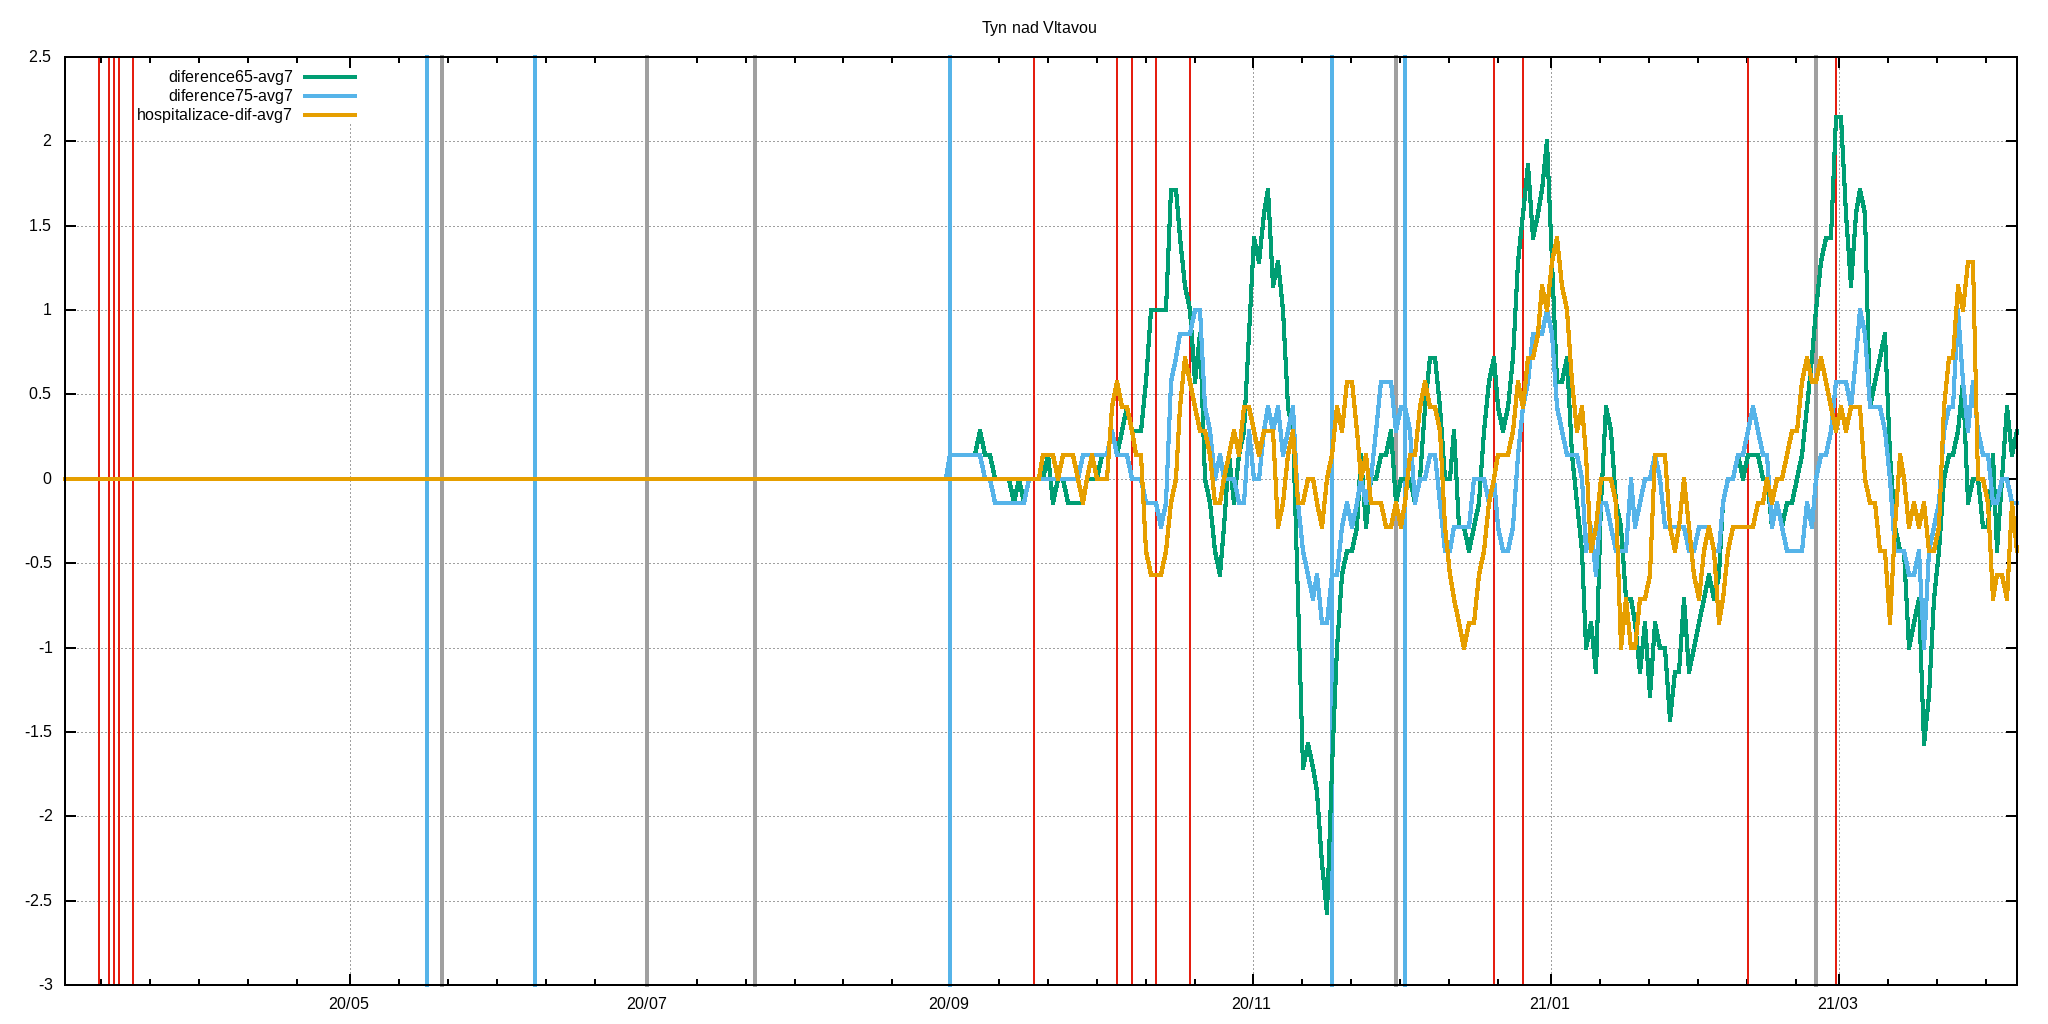 Tyn nad Vltavou
diference65-avg7
diference75-avg7
hospitalizace-dif-avg7
2.5
2
1.5
1
0.5
0
-0.5
-1
-1.5
-2
-2.5
-3
20/05 20/07 20/09 20/11 21/01 21/03